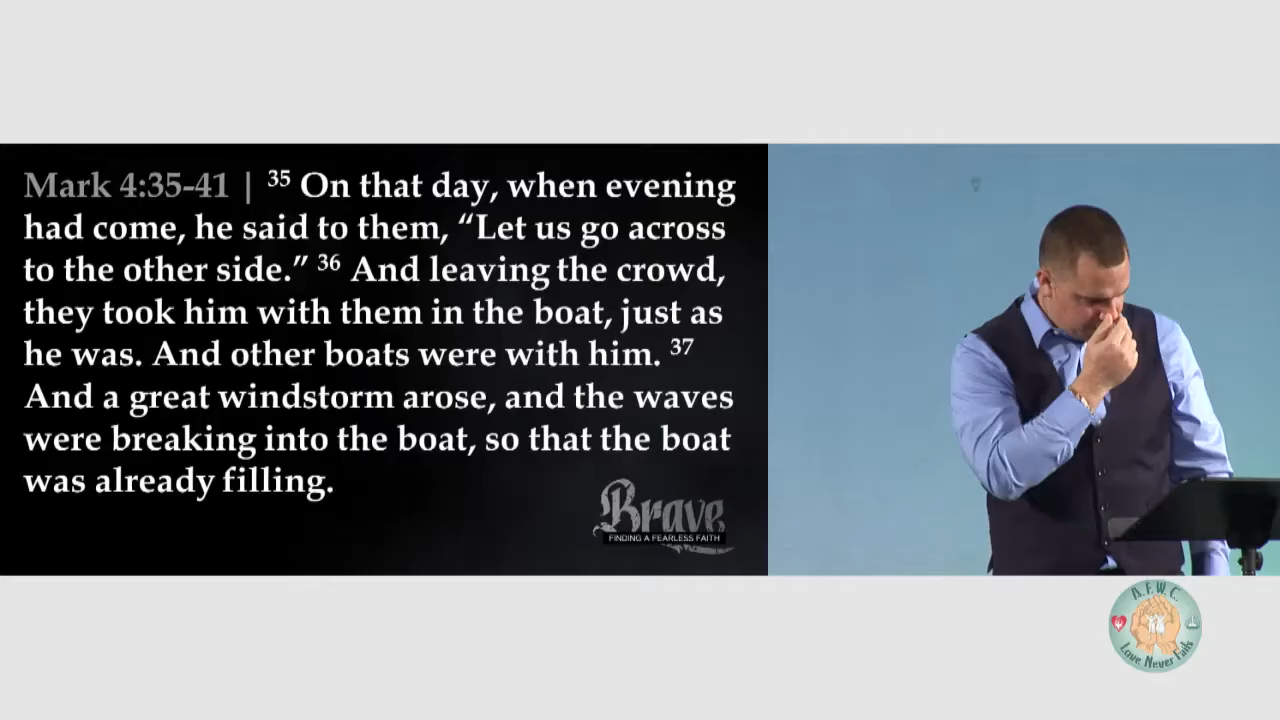 Mark 4:35-41 | 35 On that day, when evening
had come, he said to them, “Let us go across
to the other side.” 36 And leaving the crowd,
they took him with them in the boat, just as
he was. And other boats were with him. 37
And a great windstorm arose, and the waves
were breaking into the boat, so that the boat
was already filling.
Brave
FINDING A FEARLESS FAITH
A.F.W.C.
Love Never Fails